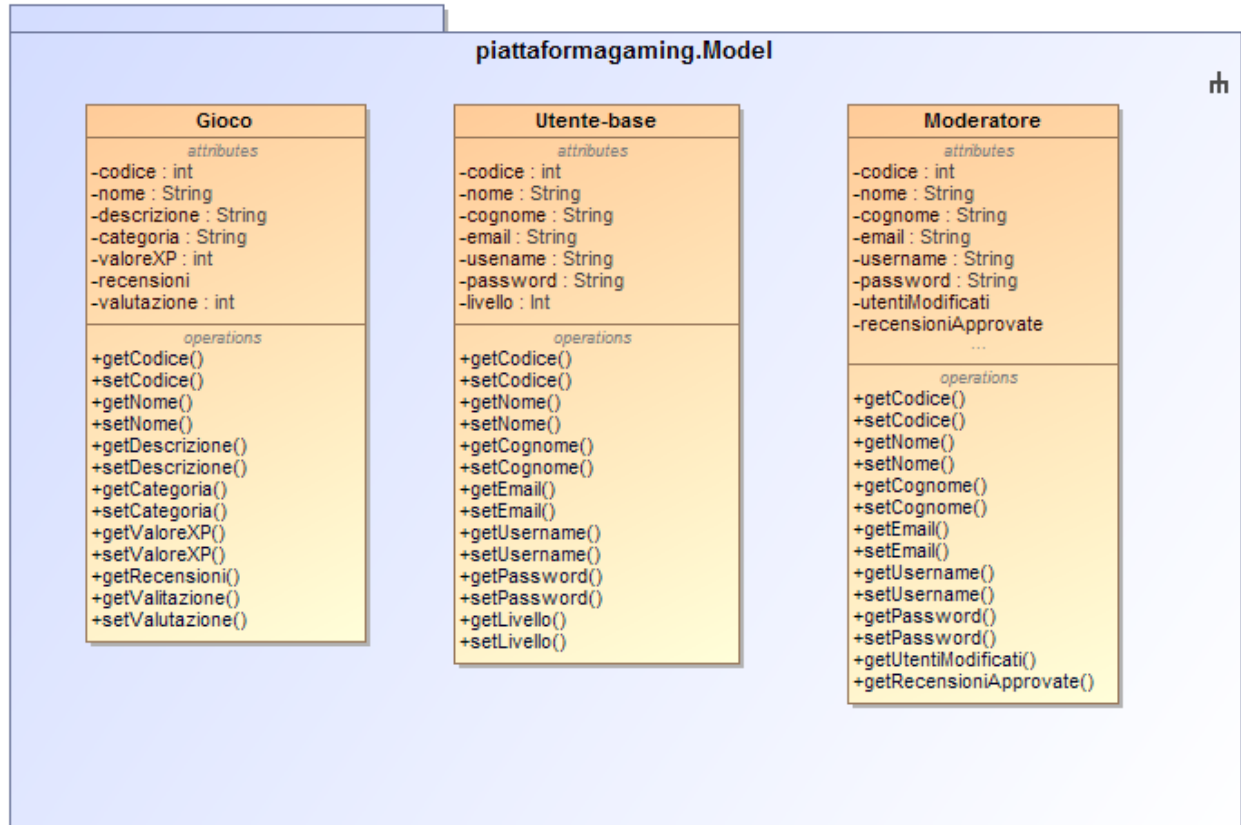 piattaformagaming.Model
Gioco
attributes
-codice : int
-nome : String
-descrizione : String
-categoria : String
-valoreXP : int
-recensioni
-valutazione : int
operations
+getCodice()
+setCodice()
+getNome()
+setNome()
+getDescrizione()
+setDescrizione()
+getCategoria()
+setCategoria()
+getValoreXP()
+setValoreXP()
+getRecensioni()
+getValitazione()
+setValutazione()
Utente-base
attributes
-codice : int
-nome : String
-cognome : String
-email : String
-usename : String
-password : String
-livello : Int
operations
+getCodice()
+setCodice()
+getNome()
+setNome()
+getCognome()
+setCognome()
+getEmail()
+setEmail()
+getUsername()
+setUsername()
+getPassword()
+setPassword()
+getLivello()
+setLivello()
Moderatore
attributes
-codice : int
-nome : String
-cognome : String
-email : String
-username : String
-password : String
-utentiModificati
-recensioniApprovate
...
operations
+getCodice()
+setCodice()
+getNome()
+setNome()
+getCognome()
+setCognome()
+getEmail()
+setEmail()
+getUsername()
+setUsername()
+getPassword()
+setPassword()
+getUtentiModificati()
+getRecensioniApprovate()